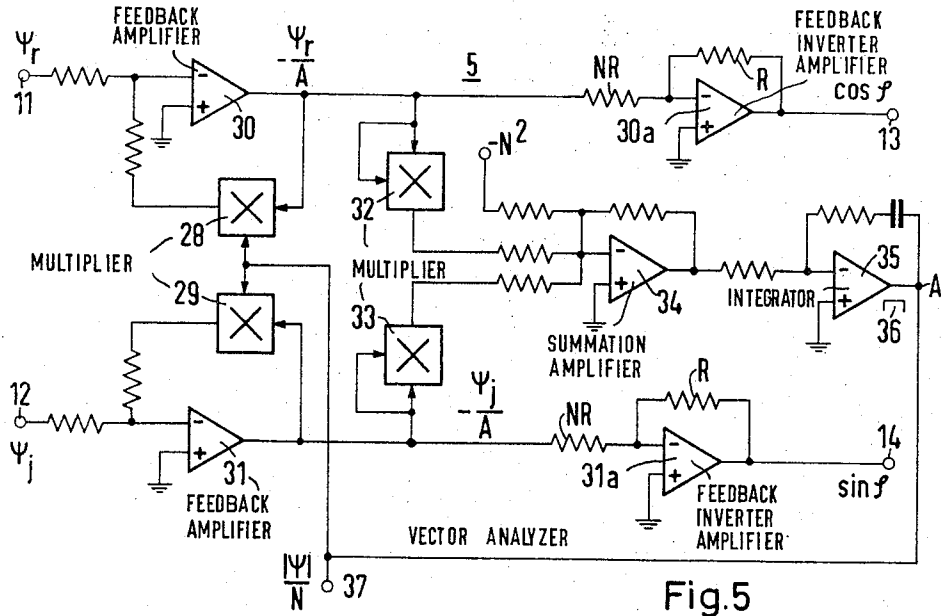 FEEDBACK
AMPLIFIER
Ψr
11
-
+
30
-Ψr/A
5
NR
R
-
+
30a
FEEDBACK
INVERTER
AMPLIFIER
cos ρ
13
-N²
28
32
MULTIPLIER
29
MULTIPLIER
33
-
+
34
SUMMATION
AMPLIFIER
INTEGRATOR
-
+
35
A
36
12
Ψj
-
+
31
FEEDBACK
AMPLIFIER
-Ψj/A
NR
R
31a
-
+
FEEDBACK
INVERTER
AMPLIFIER
14
sin ρ
VECTOR ANALYZER
|Ψ|/N
37
Fig.5